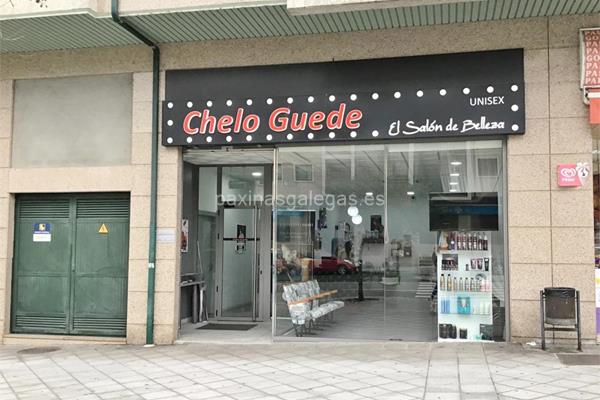 UNISEX
Chelo Guede
El Salón de Belleza
paxinasgalegas.es